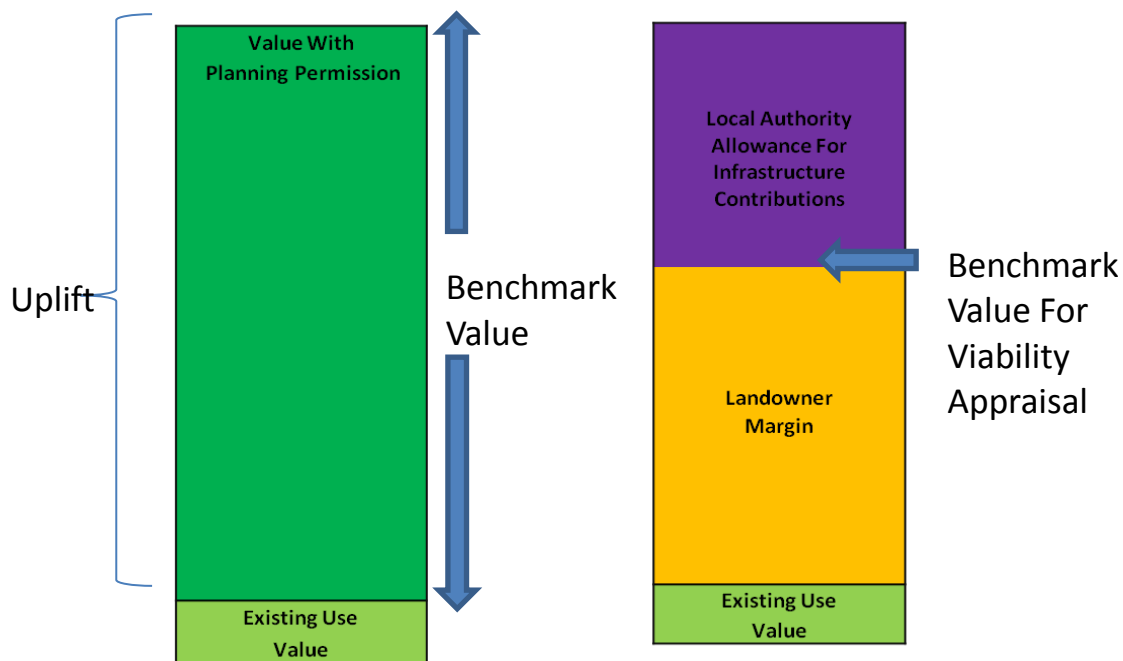 Value With
Planning Permission
Uplift
Benchmark
Value
Existing Use
Value
Local Authority
Allowance For
Infrastructure
Contributions
Benchmark
Value For
Viability
Appraisal
Landowner
Margin
Existing Use
Value